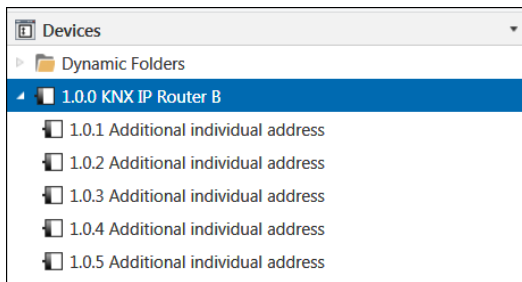 Devices
Dynamic Folders
1.0.0 KNX IP Router B
1.0.1 Additional individual address
1.0.2 Additional individual address
1.0.3 Additional individual address
1.0.4 Additional individual address
1.0.5 Additional individual address